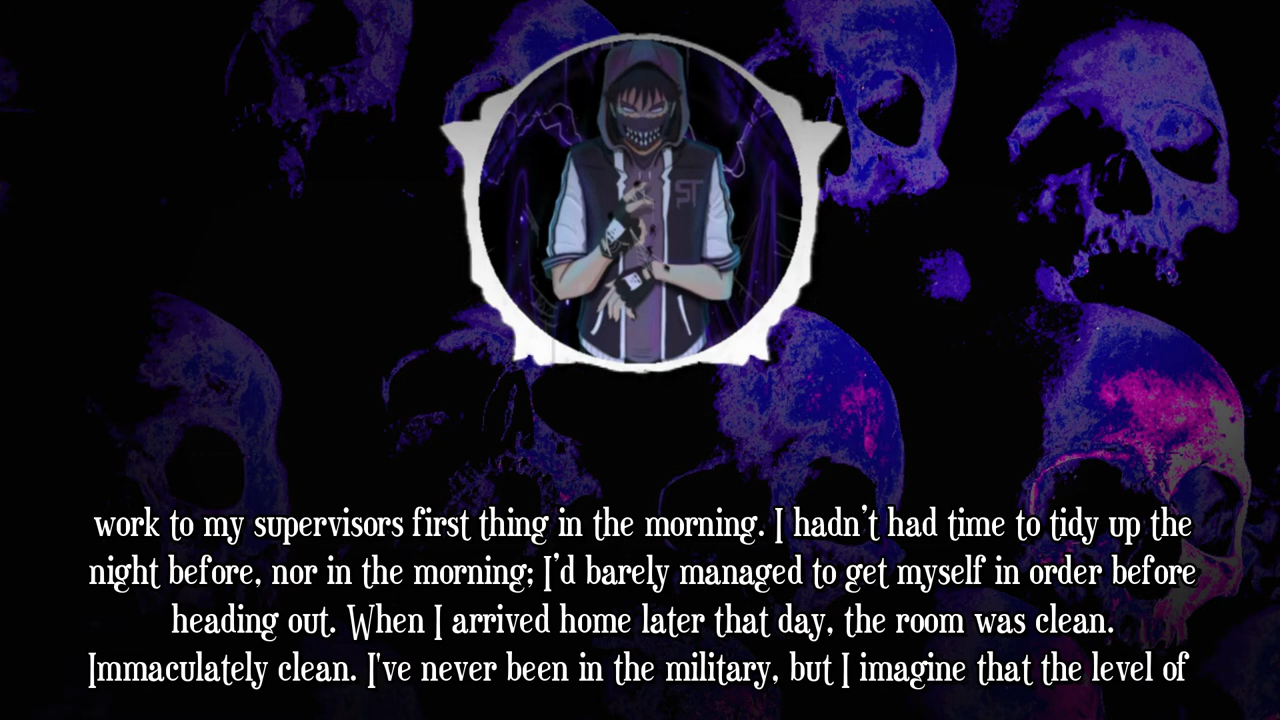 ST
work to my supervisors first thing in the morning. I hadn't had time to tidy up the
night before, nor in the morning; I'd barely managed to get myself in order before
heading out. When I arrived home later that day, the room was clean.
Immaculately clean. I've never been in the military, but I imagine that the level of